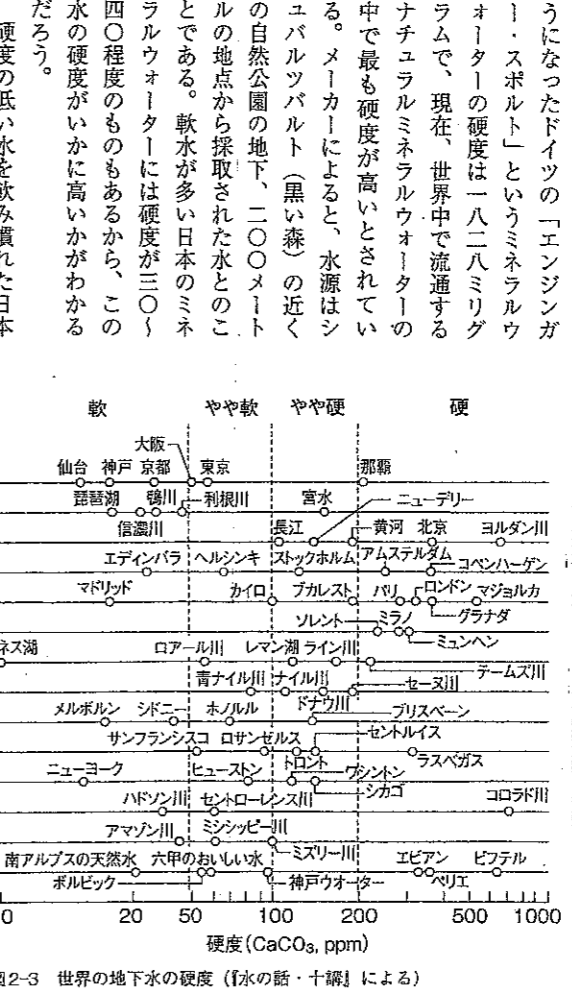 うになったドイツの「エンジンガ
ー・スポルト」というミネラルウ
ォーターの硬度は一八二八ミリグ
ラムで、現在、世界中で流通する
ナチュラルミネラルウォーターの
中で最も硬度が高いとされてい
る。メーカーによると、水源はシ
ュバルツバルト（黒い森）の近く
の自然公園の地下、二〇〇メート
ルの地点から採取された水とのこ
とである。軟水が多い日本のミネ
ラルウォーターには硬度が三〇〜
四〇程度のものもあるから、この
水の硬度がいかに高いかがわかる
だろう。
硬度の低い水を飲み慣れた日本
軟 やや軟 やや硬 硬
大阪
仙台 神戸 京都 東京 那覇
琵琶湖 鴨川 利根川 宮水 ニューデリー
信濃川 長江 黄河 北京 ヨルダン川
エディンバラ ヘルシンキ ストックホルム アムステルダム コペンハーゲン
マドリッド カイロ ブカレスト パリ ロンドン マジョルカ
ソレント ミラノ グラナダ
ミュンヘン
ネス湖 ロアール川 レマン湖 ライン川 テームズ川
青ナイル川 ナイル川 セーヌ川
メルボルン シドニー ホノルル ドナウ川 ブリスベーン
サンフランシスコ ロサンゼルス セントルイス
ラスベガス
ニューヨーク ヒューストン トロント ワシントン
シカゴ
ハドソン川 セントローレンス川 コロラド川
アマゾン川 ミシシッピー川
ミズリー川
南アルプスの天然水 六甲のおいしい水 エビアン ビフテル
ボルビック 神戸ウオーター ペリエ
0 20 50 100 200 500 1000
硬度(CaCO₃, ppm)
図2-3 世界の地下水の硬度（『水の話・十講』による）